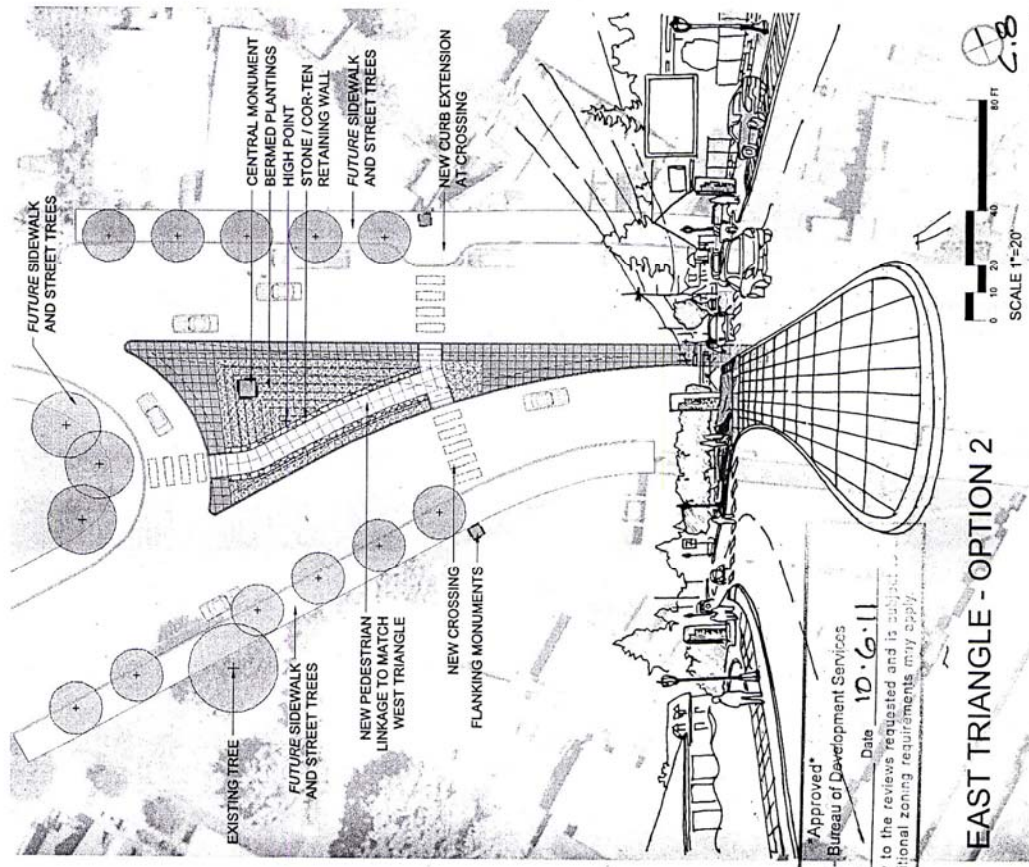 FUTURE SIDEWALK
AND STREET TREES
CENTRAL MONUMENT
BERMED PLANTINGS
HIGH POINT
STONE / COR-TEN
RETAINING WALL
FUTURE SIDEWALK
AND STREET TREES
NEW CURB EXTENSION
AT CROSSING
EXISTING TREE
FUTURE SIDEWALK
AND STREET TREES
NEW PEDESTRIAN
LINKAGE TO MATCH
WEST TRIANGLE
NEW CROSSING
FLANKING MONUMENTS
*Approved*
Bureau of Development Services
Date 10.6.11
to the reviews requested and is subject
tional zoning requirements may apply.
EAST TRIANGLE - OPTION 2
0 10 20 40 80 FT
SCALE 1"=20'
C.8